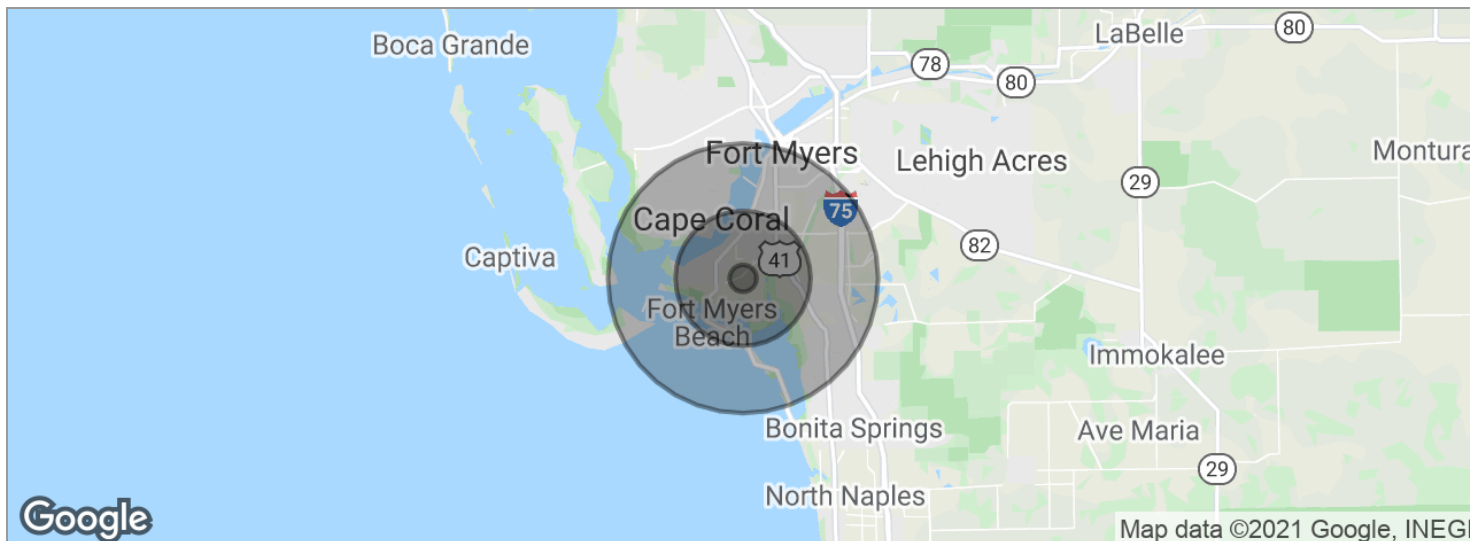 Boca Grande
LaBelle
80
78
80
Fort Myers
Lehigh Acres
Montura
29
75
Cape Coral
82
Captiva
41
Fort Myers
Beach
Immokalee
Bonita Springs
Ave Maria
29
North Naples
Google
Map data ©2021 Google, INEGI